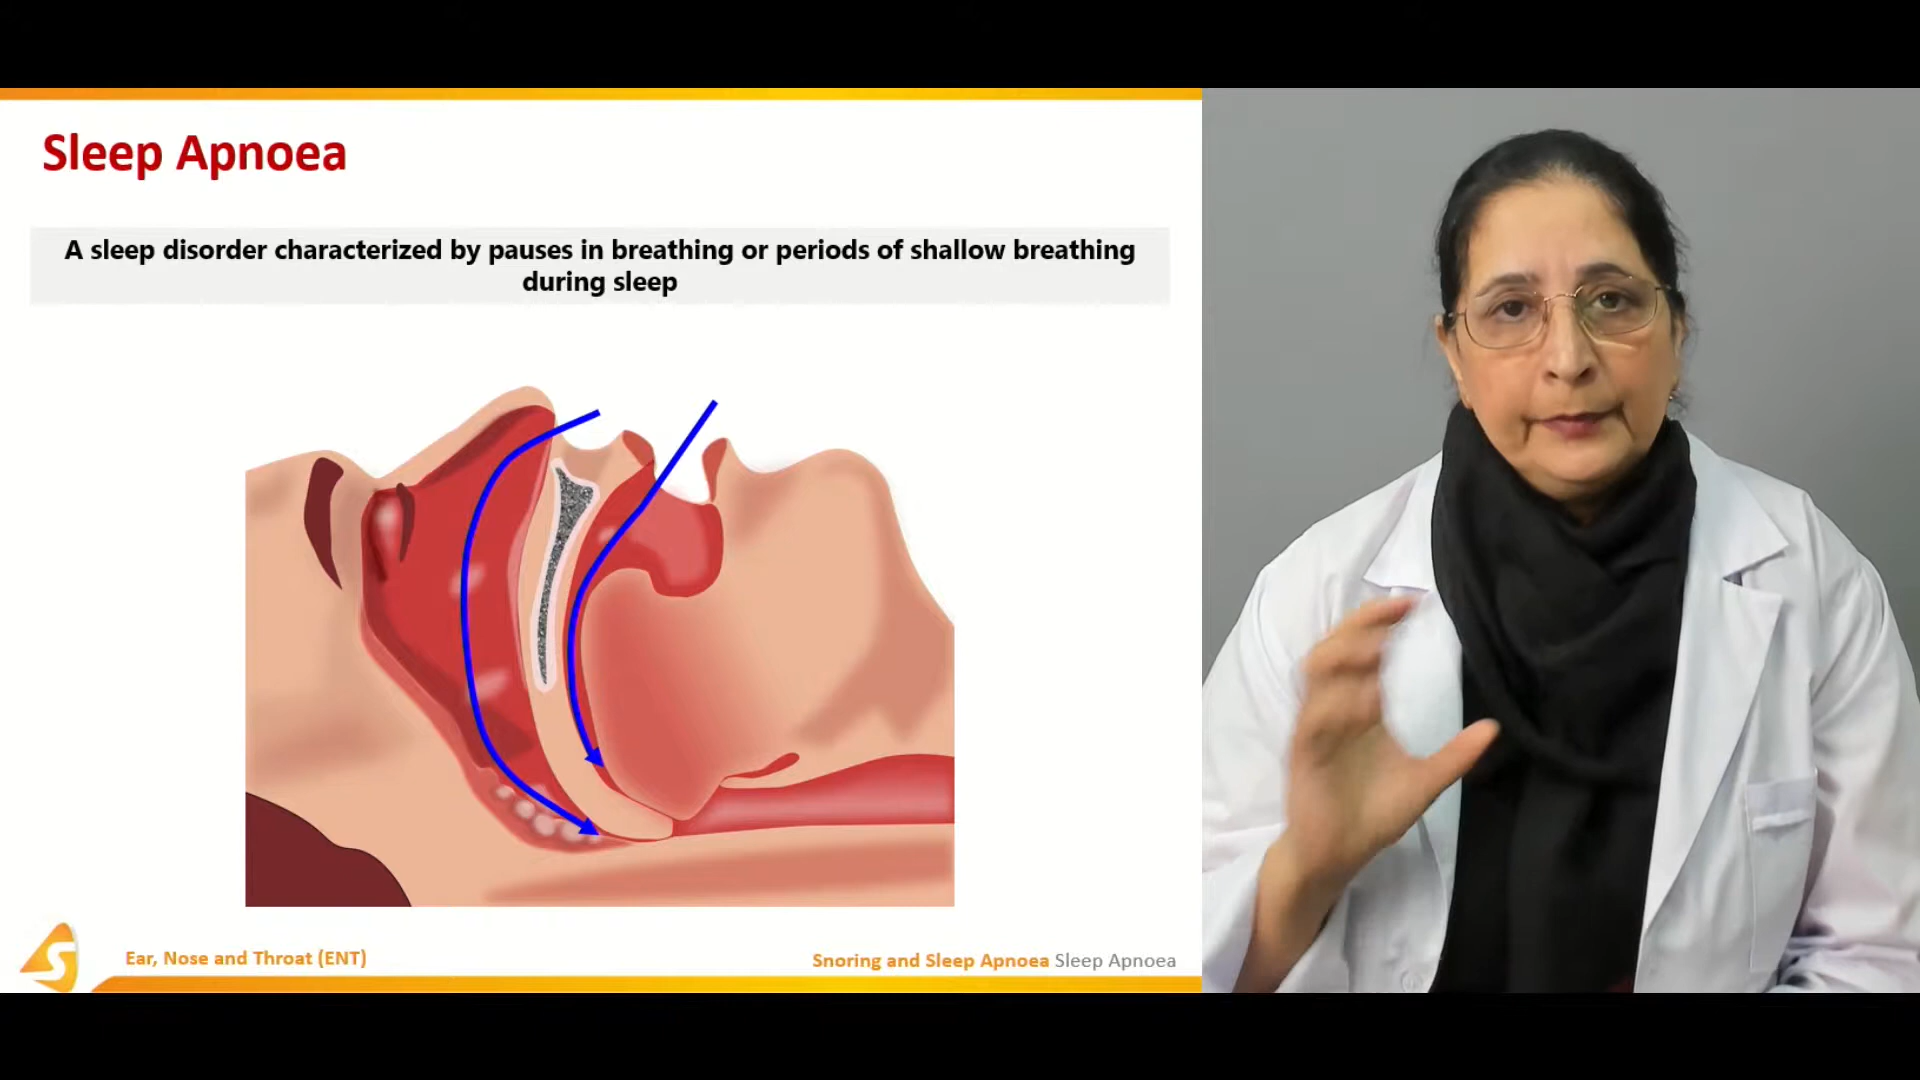 Sleep Apnoea
A sleep disorder characterized by pauses in breathing or periods of shallow breathing
during sleep
Ear, Nose and Throat (ENT)
Snoring and Sleep Apnoea Sleep Apnoea